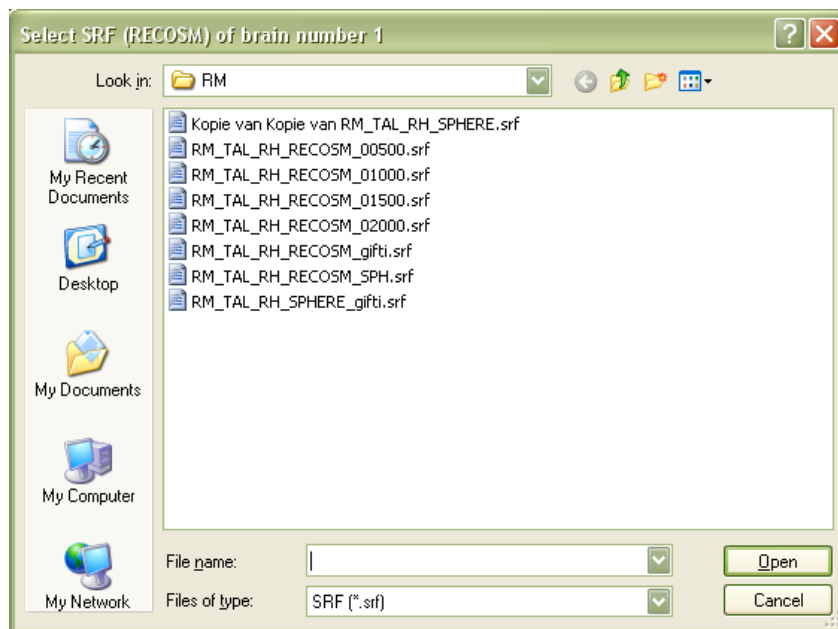 Select SRF (RECOSM) of brain number 1
Look in:
RM
My Recent
Documents
Desktop
My Documents
My Computer
My Network
Kopie van Kopie van RM_TAL_RH_SPHERE.srf
RM_TAL_RH_RECOSM_00500.srf
RM_TAL_RH_RECOSM_01000.srf
RM_TAL_RH_RECOSM_01500.srf
RM_TAL_RH_RECOSM_02000.srf
RM_TAL_RH_RECOSM_gifti.srf
RM_TAL_RH_RECOSM_SPH.srf
RM_TAL_RH_SPHERE_gifti.srf
File name:
Open
Files of type:
SRF (*.srf)
Cancel